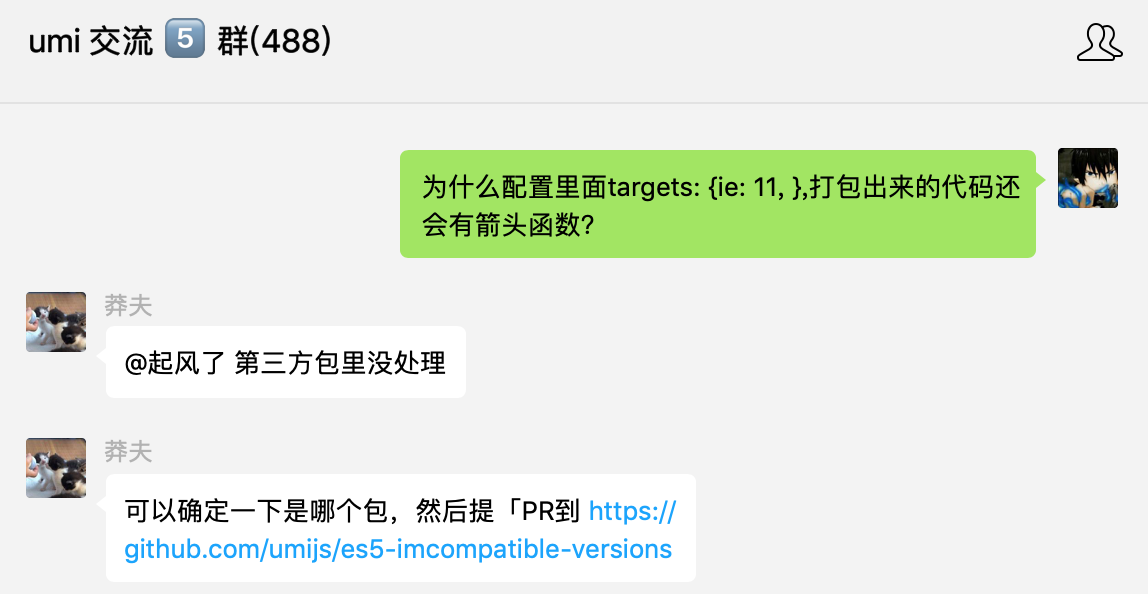 umi 交流 5️⃣ 群(488)
为什么配置里面targets: {ie: 11, },打包出来的代码还
会有箭头函数?
莽夫
@起风了 第三方包里没处理
莽夫
可以确定一下是哪个包，然后提「PR到 https://
github.com/umijs/es5-imcompatible-versions